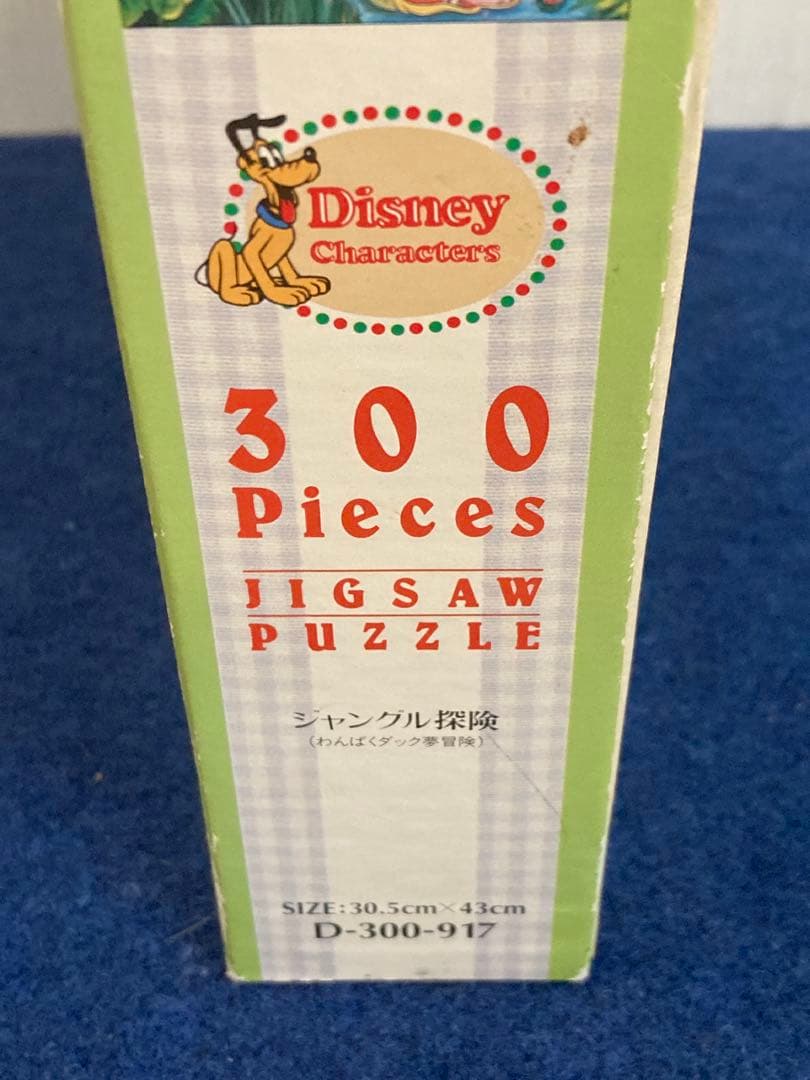 Disney
Characters
300
Pieces
JIGSAW
PUZZLE
ジャングル探険
(わんぱくダック夢冒険)
SIZE:30.5cm×43cm
D-300-917